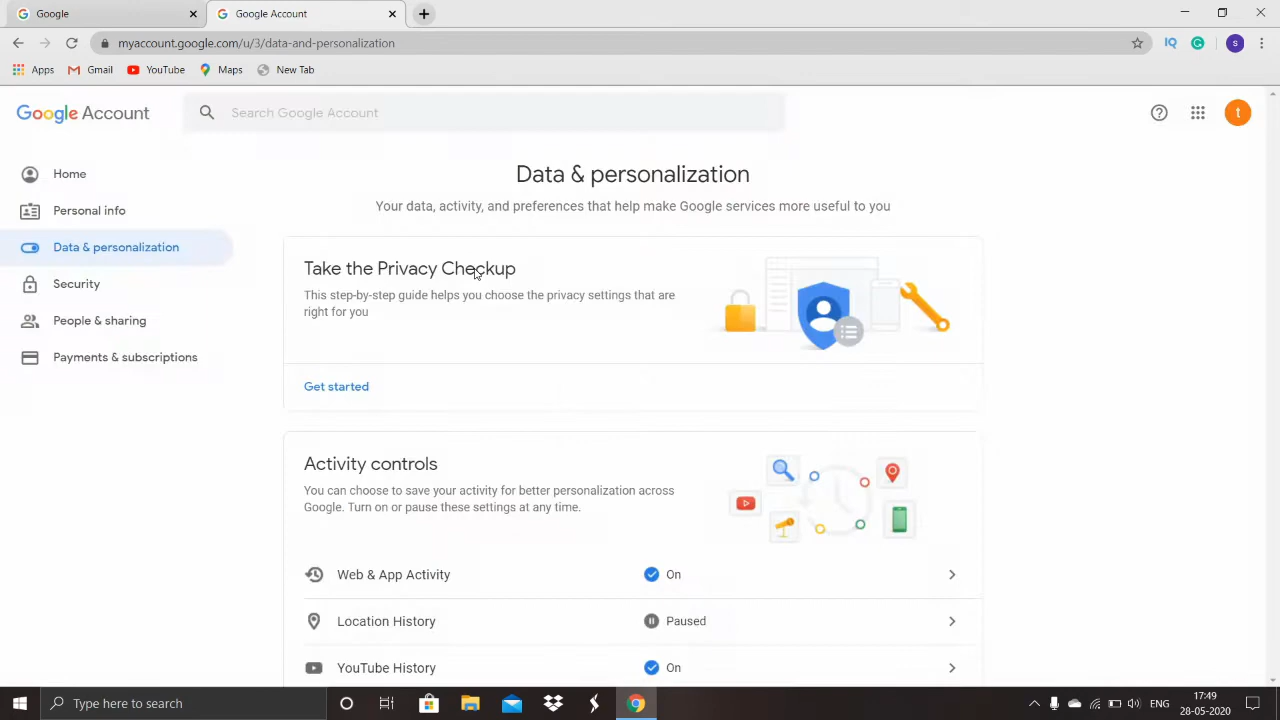 Google
Google Account
myaccount.google.com/u/3/data-and-personalization
IQ
G
s
Apps
Gmail
YouTube
Maps
New Tab
Google Account
Search Google Account
t
Home
Personal info
Data & personalization
Security
People & sharing
Payments & subscriptions
Data & personalization
Your data, activity, and preferences that help make Google services more useful to you
Take the Privacy Checkup
This step-by-step guide helps you choose the privacy settings that are
right for you
Get started
Activity controls
You can choose to save your activity for better personalization across
Google. Turn on or pause these settings at any time.
Web & App Activity
On
Location History
Paused
YouTube History
On
Type here to search
ENG
17:49
28-05-2020